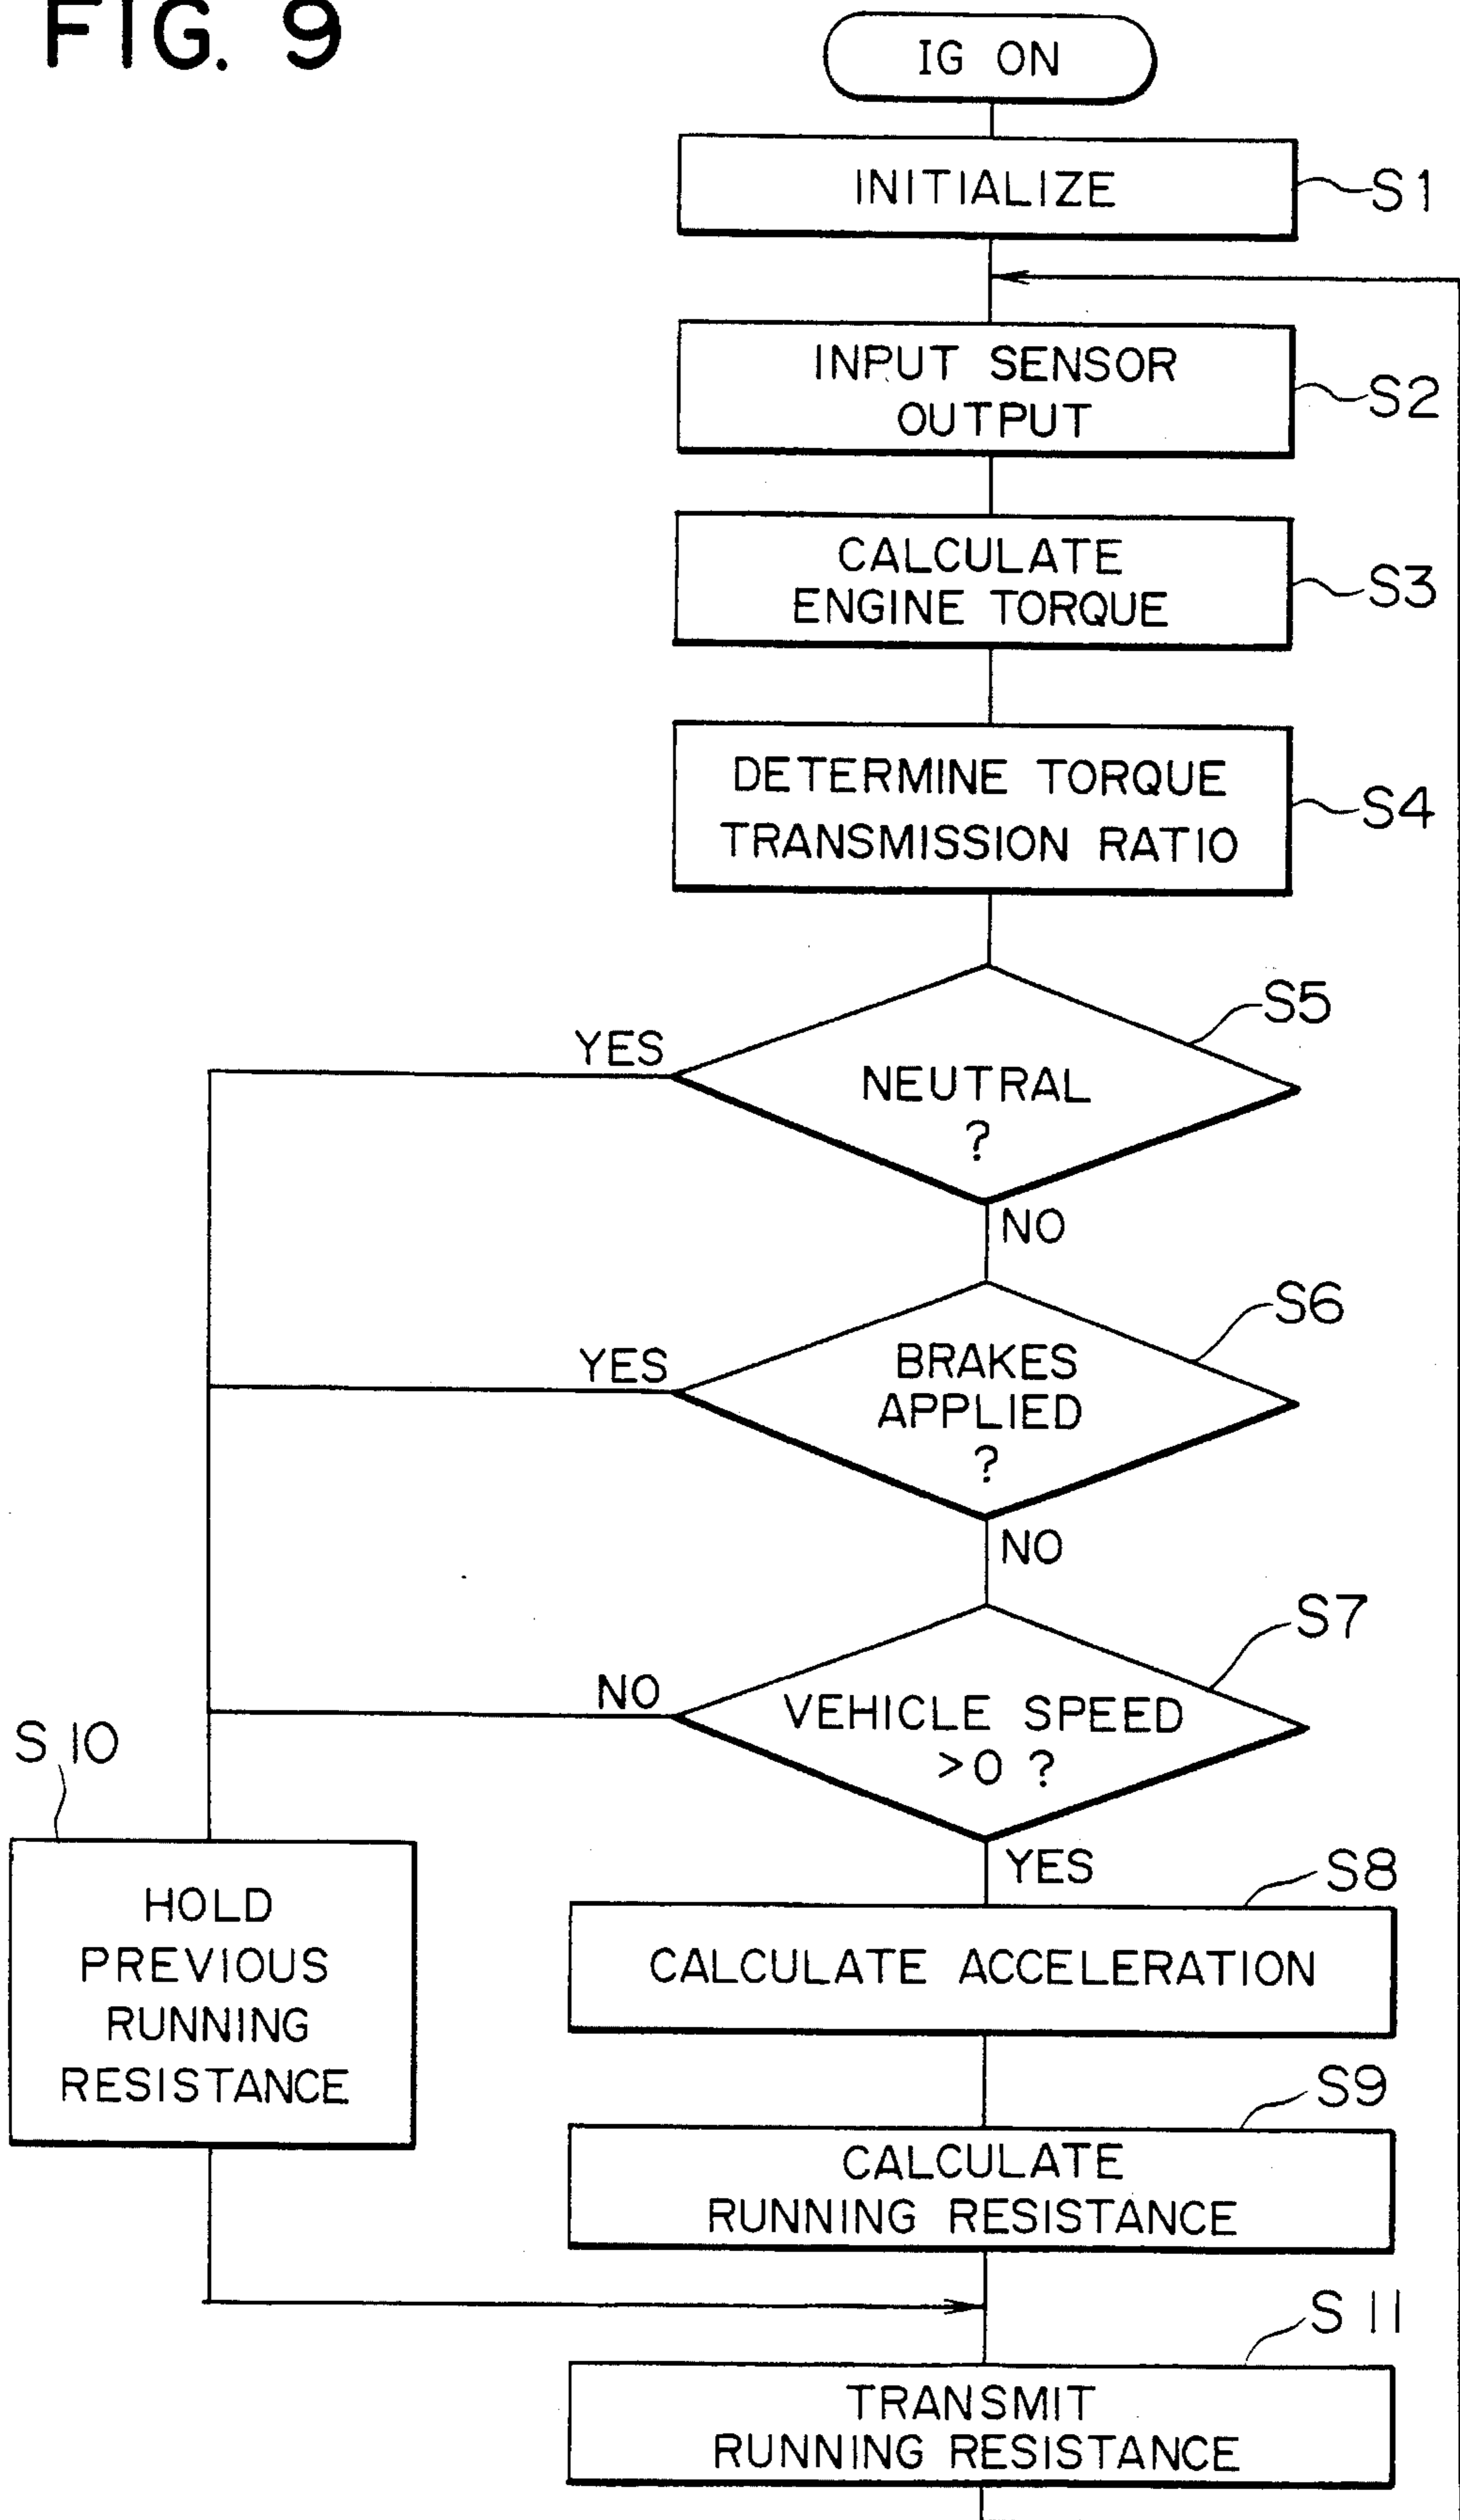 FIG. 9
IG ON
INITIALIZE
S1
INPUT SENSOR
OUTPUT
S2
CALCULATE
ENGINE TORQUE
S3
DETERMINE TORQUE
TRANSMISSION RATIO
S4
S5
YES
NEUTRAL
?
NO
S6
YES
BRAKES
APPLIED
?
NO
S7
NO
VEHICLE SPEED
>0 ?
YES
S10
HOLD
PREVIOUS
RUNNING
RESISTANCE
S8
CALCULATE ACCELERATION
S9
CALCULATE
RUNNING RESISTANCE
S11
TRANSMIT
RUNNING RESISTANCE